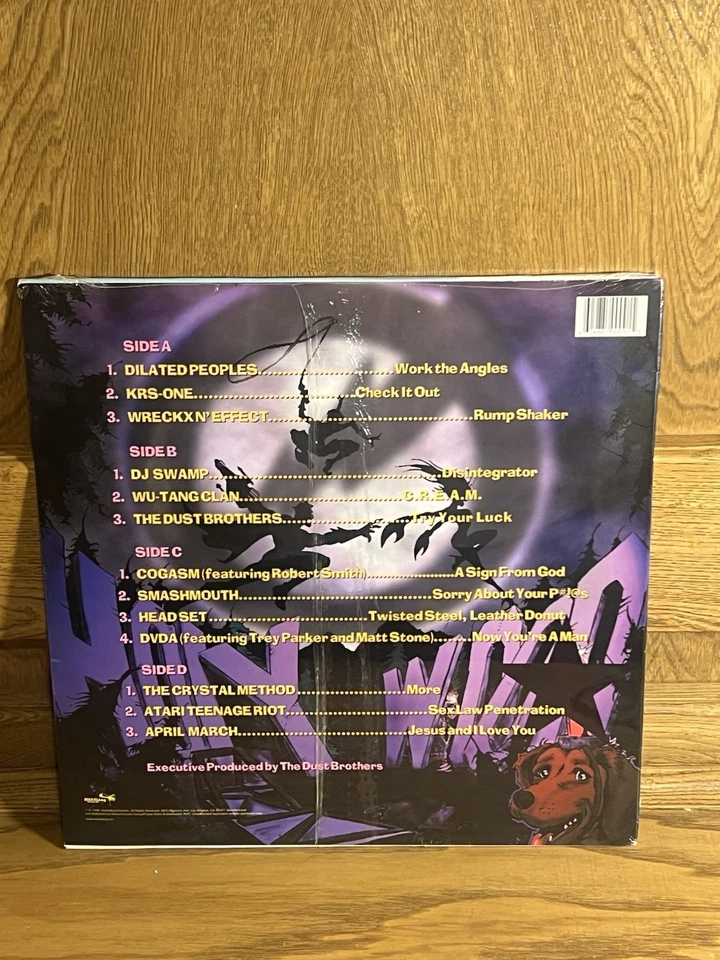 SIDE A
1. DILATED PEOPLES..............................Work the Angles
2. KRS-ONE....................................Check It Out
3. WRECKX N' EFFECT.............................................Rump Shaker
SIDE B
1. DJ SWAMP...................................................Disintegrator
2. WU-TANG CLAN....................................C.R.E.A.M.
3. THE DUST BROTHERS............................Try Your Luck
SIDE C
1. COGASM (featuring Robert Smith).......................A Sign From God
2. SMASHMOUTH...........................................Sorry About Your P#!@s
3. HEAD SET....................................Twisted Steel, Leather Donut
4. DVDA (featuring Trey Parker and Matt Stone).........Now You're A Man
SIDE D
1. THE CRYSTAL METHOD........................More
2. ATARI TEENAGE RIOT................................Sex Law Penetration
3. APRIL MARCH.....................................Jesus and I Love You
Executive Produced by The Dust Brothers